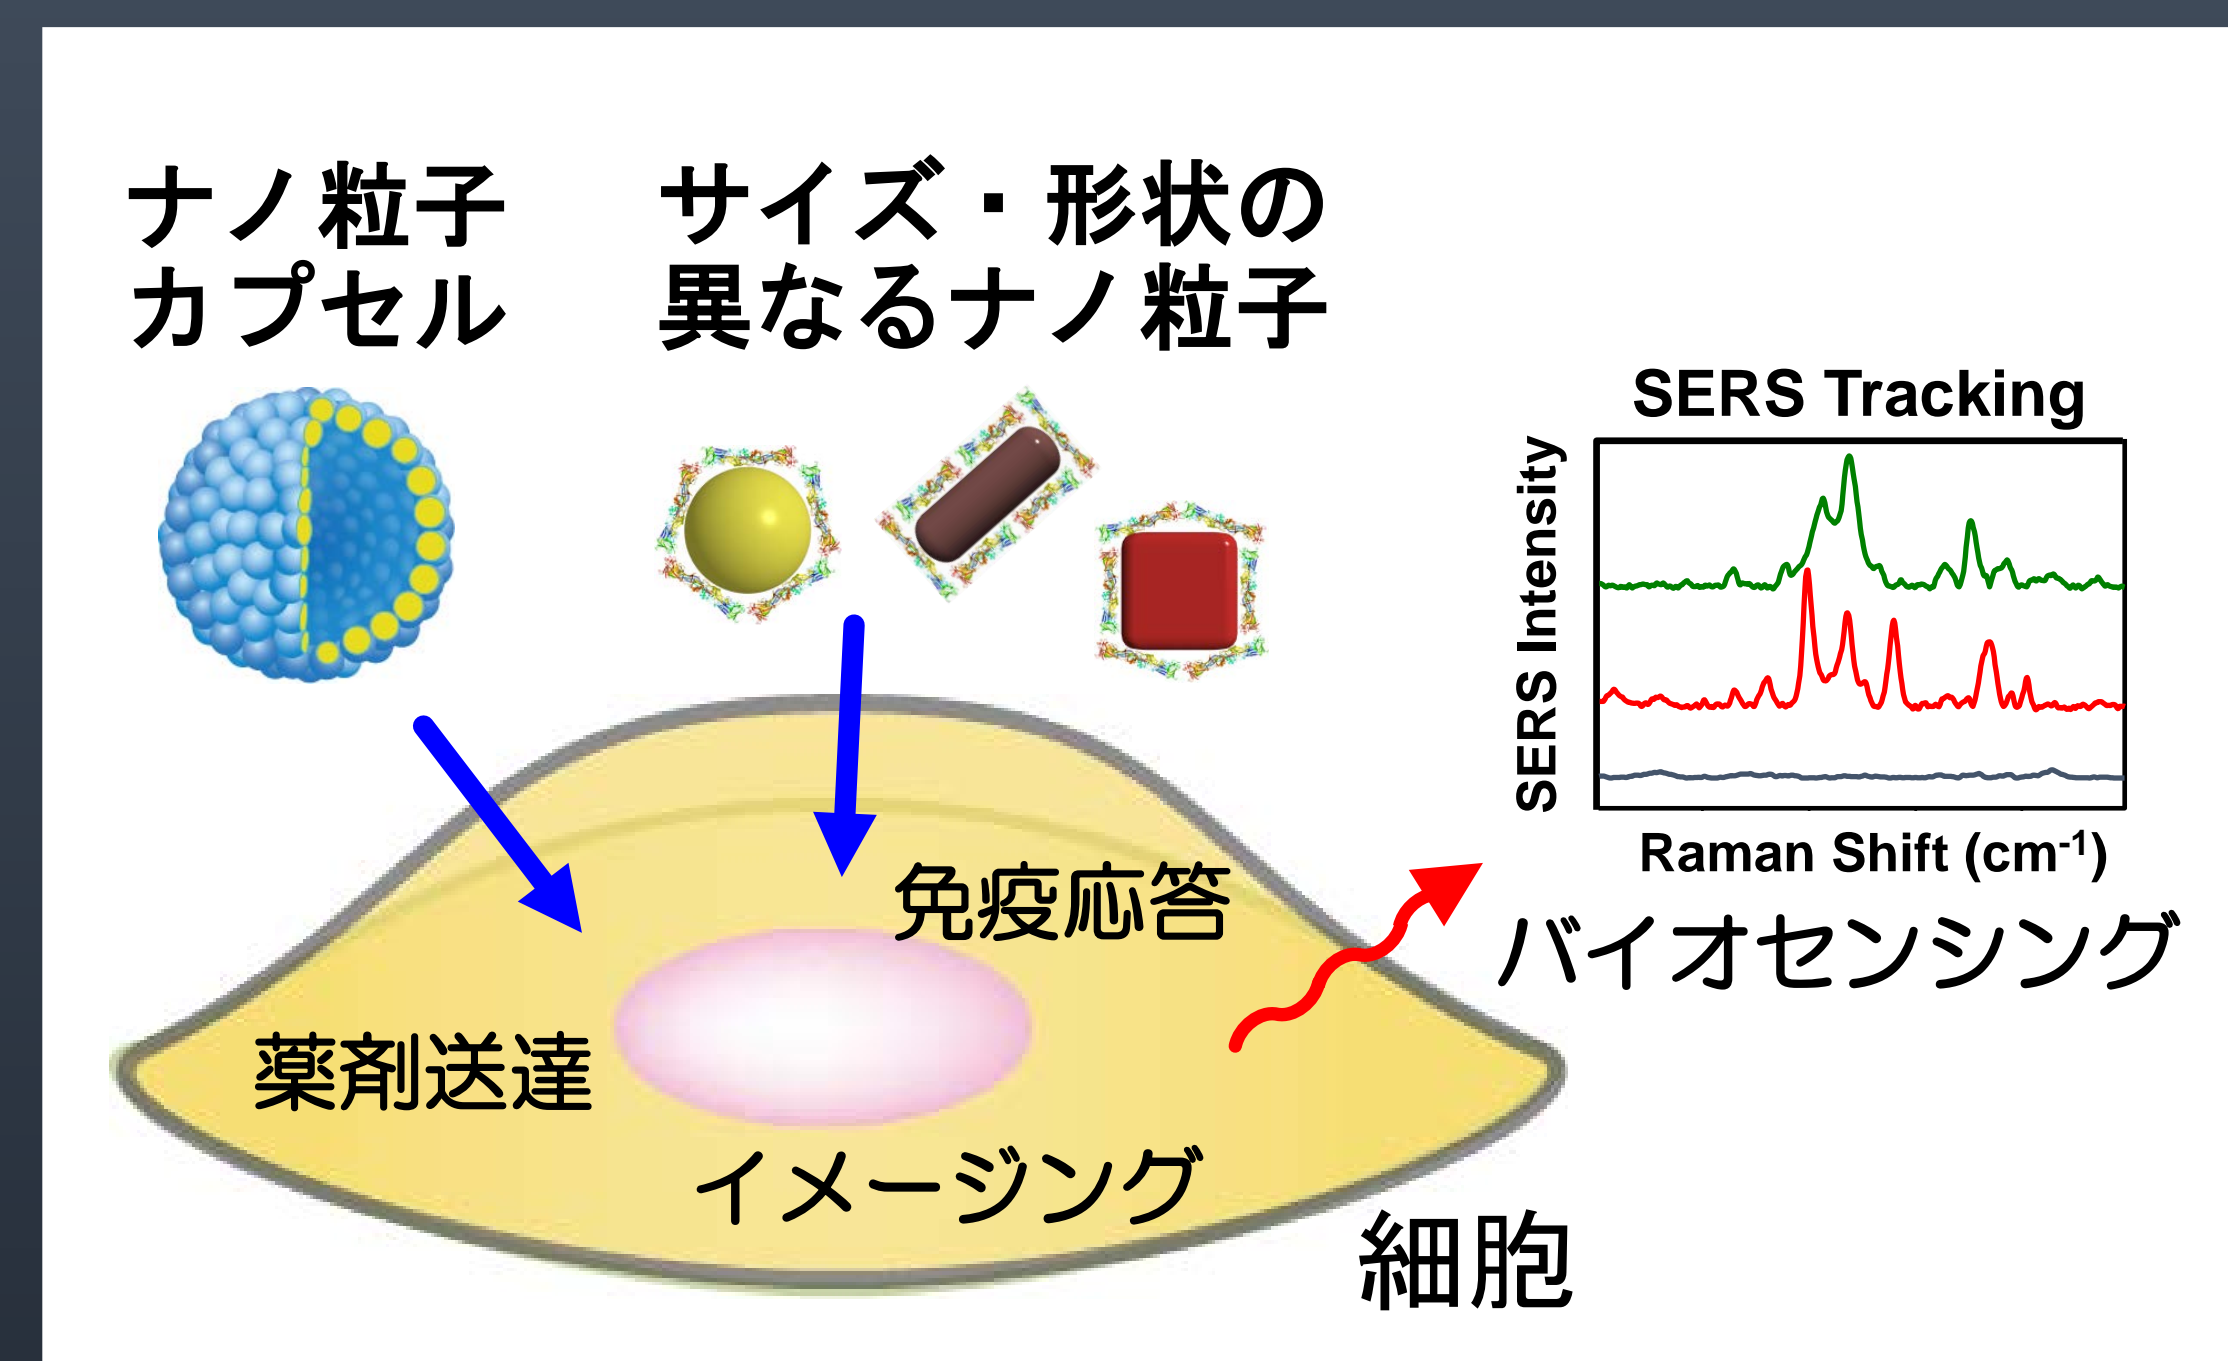 ナノ粒子
カプセル
サイズ・形状の
異なるナノ粒子
SERS Tracking
SERS Intensity
Raman Shift (cm-1)
バイオセンシング
免疫応答
薬剤送達
イメージング
細胞